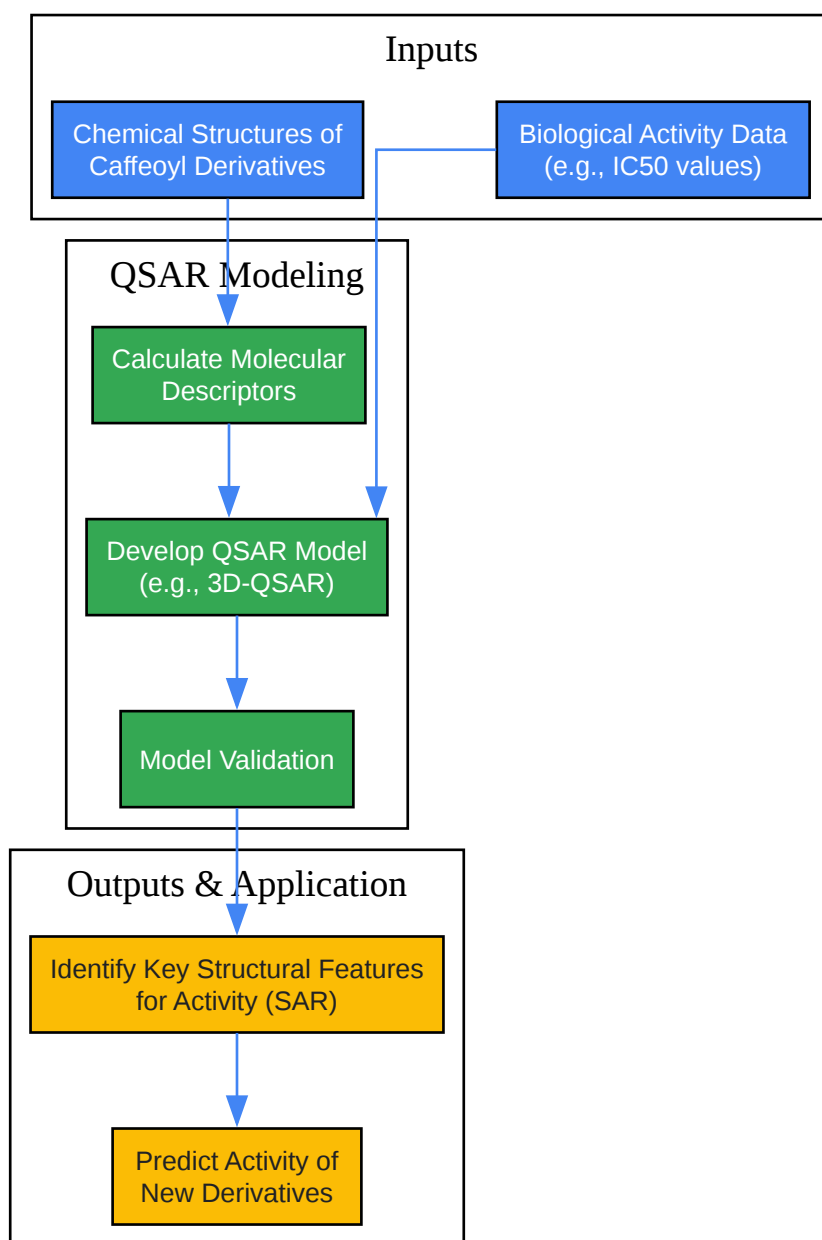 Inputs
Chemical Structures of
Caffeoyl Derivatives
Biological Activity Data
(e.g., IC50 values)
QSAR Modeling
Calculate Molecular
Descriptors
Develop QSAR Model
(e.g., 3D-QSAR)
Model Validation
Outputs & Application
Identify Key Structural Features
for Activity (SAR)
Predict Activity of
New Derivatives